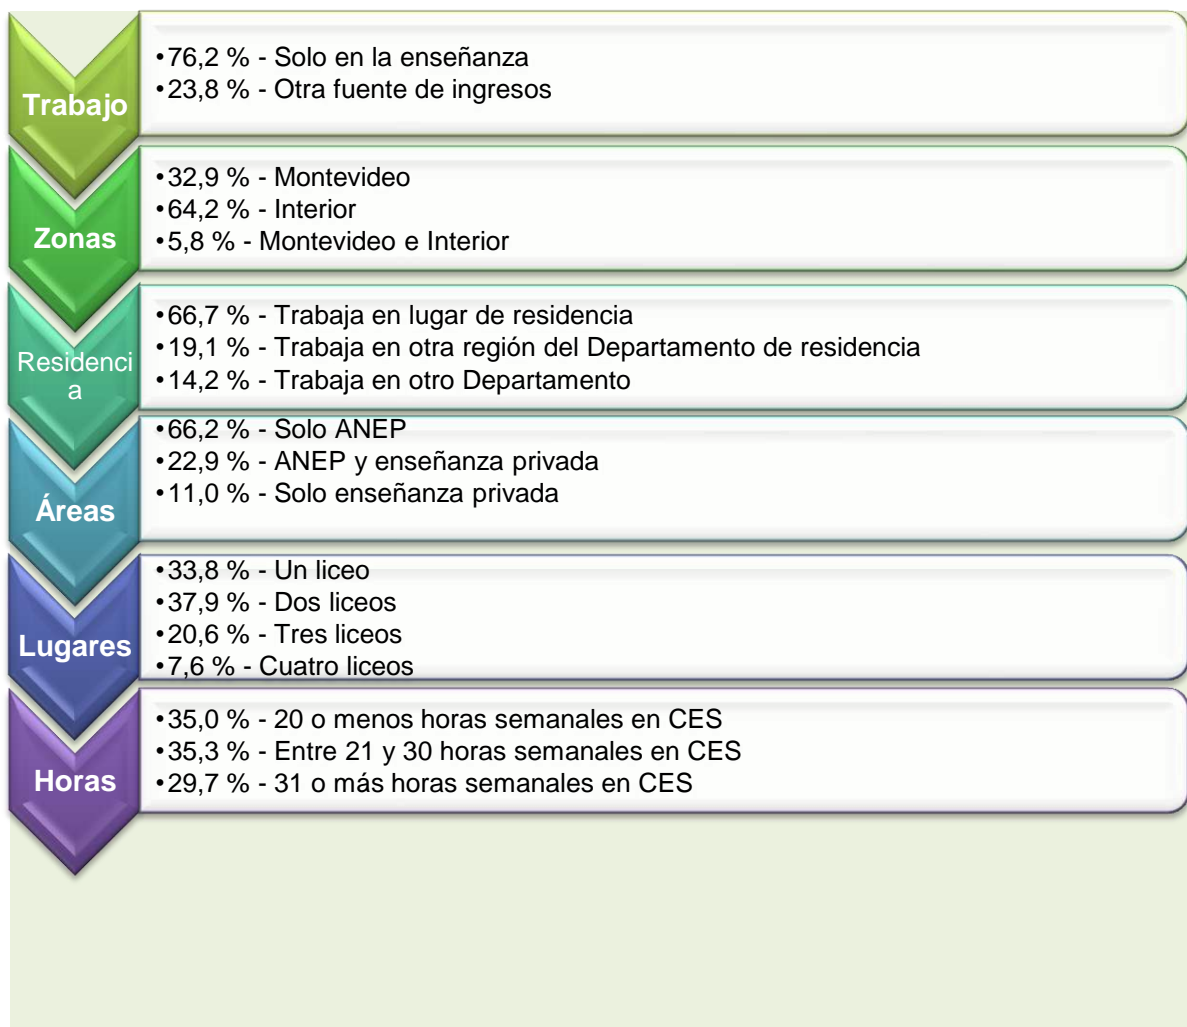 Trabajo
•76,2 % - Solo en la enseñanza
•23,8 % - Otra fuente de ingresos
Zonas
•32,9 % - Montevideo
•64,2 % - Interior
•5,8 % - Montevideo e Interior
Residenci
a
•66,7 % - Trabaja en lugar de residencia
•19,1 % - Trabaja en otra región del Departamento de residencia
•14,2 % - Trabaja en otro Departamento
Áreas
•66,2 % - Solo ANEP
•22,9 % - ANEP y enseñanza privada
•11,0 % - Solo enseñanza privada
Lugares
•33,8 % - Un liceo
•37,9 % - Dos liceos
•20,6 % - Tres liceos
•7,6 % - Cuatro liceos
Horas
•35,0 % - 20 o menos horas semanales en CES
•35,3 % - Entre 21 y 30 horas semanales en CES
•29,7 % - 31 o más horas semanales en CES